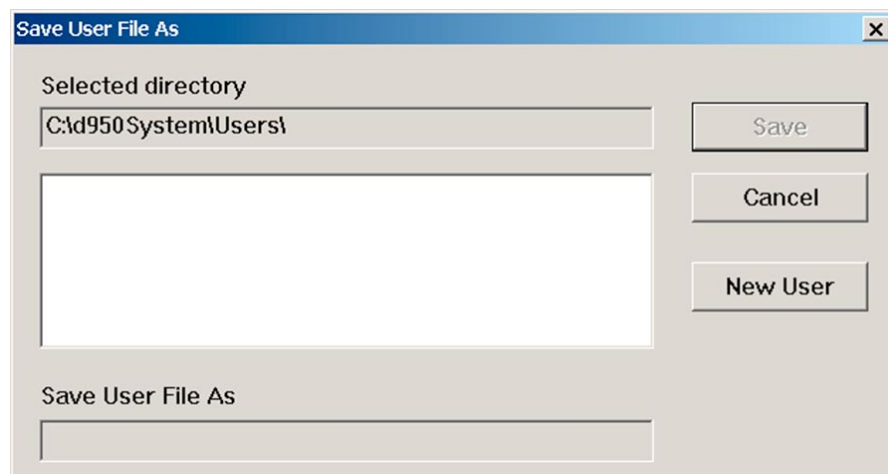 Save User File As
Selected directory
C:\d950System\Users\
Save
Cancel
New User
Save User File As